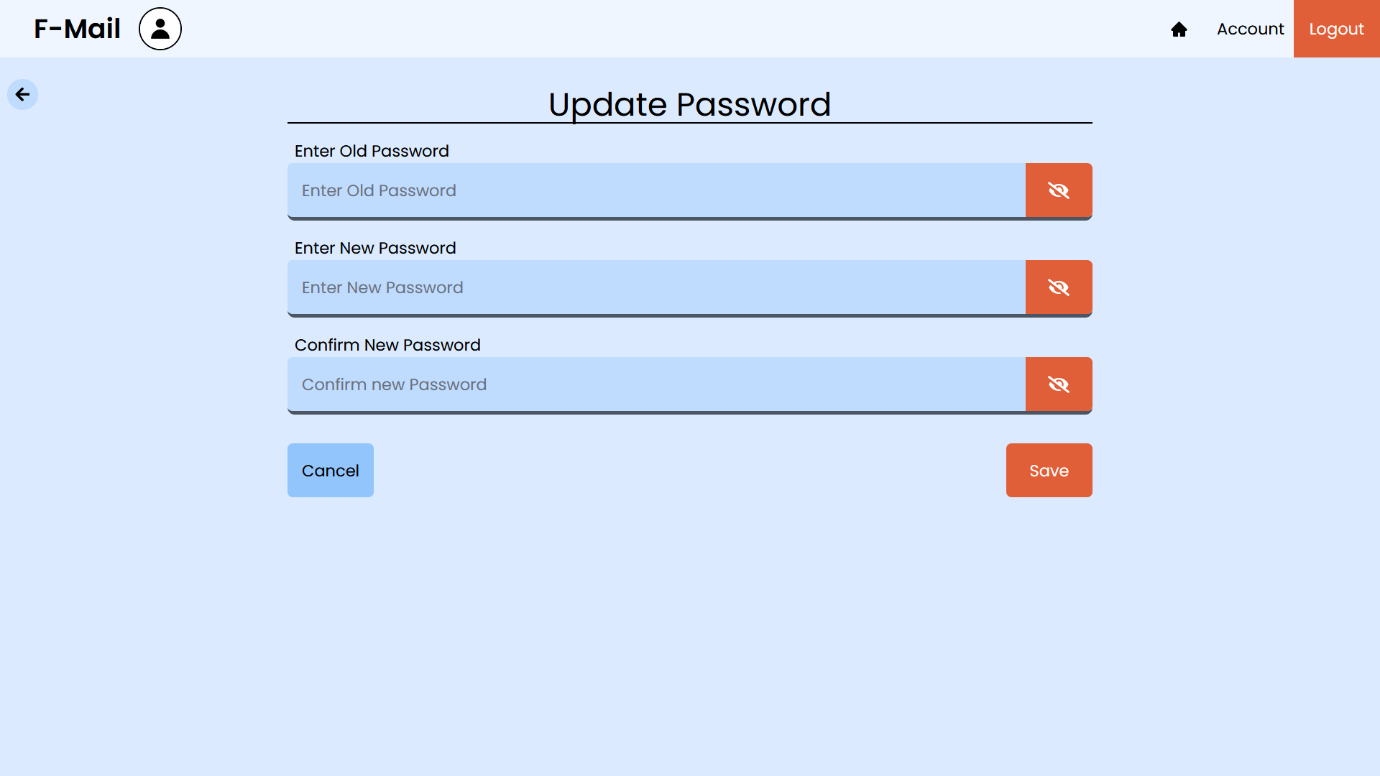 F-Mail Account Logout
Update Password
Enter Old Password
Enter Old Password
Enter New Password
Enter New Password
Confirm New Password
Confirm new Password
Cancel Save